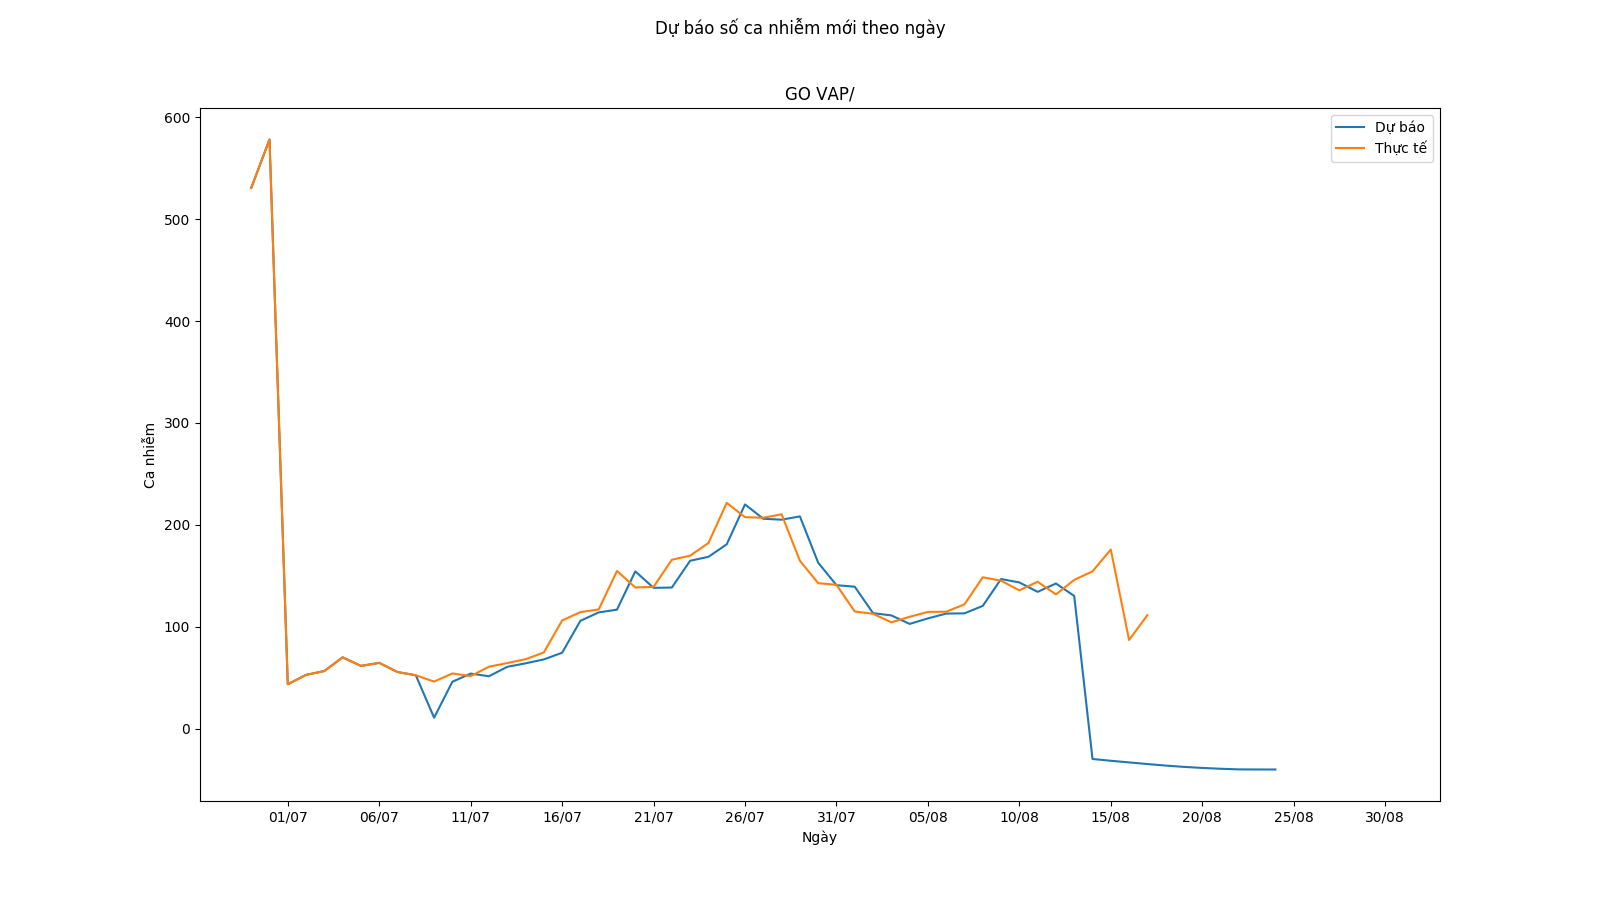 Dự báo số ca nhiễm mới theo ngày
GO VAP/
Dự báo
Thực tế
600
500
400
300
200
100
0
Ca nhiễm
01/07 06/07 11/07 16/07 21/07 26/07 31/07 05/08 10/08 15/08 20/08 25/08 30/08
Ngày